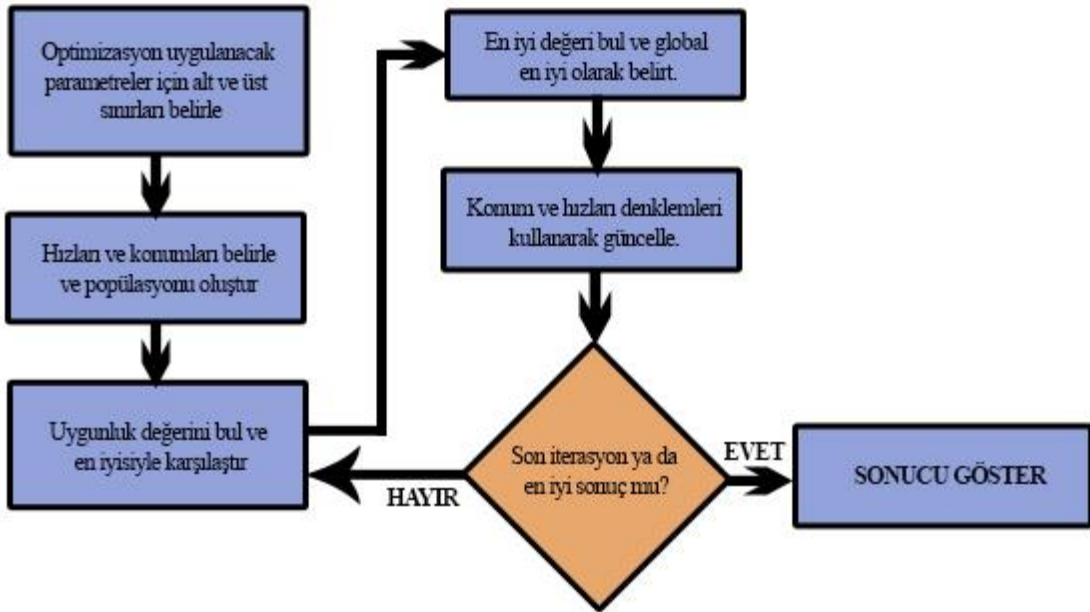 Optimizasyon uygulanacak
parametreler için alt ve üst
sınırları belirle
Hızları ve konumları belirle
ve popülasyonu oluştur
Uygunluk değerini bul ve
en iyisiyle karşılaştır
En iyi değeri bul ve global
en iyi olarak belirt.
Konum ve hızları denklemleri
kullanarak güncelle.
Son iterasyon ya da
en iyi sonuç mu?
HAYIR
EVET
SONUCU GÖSTER